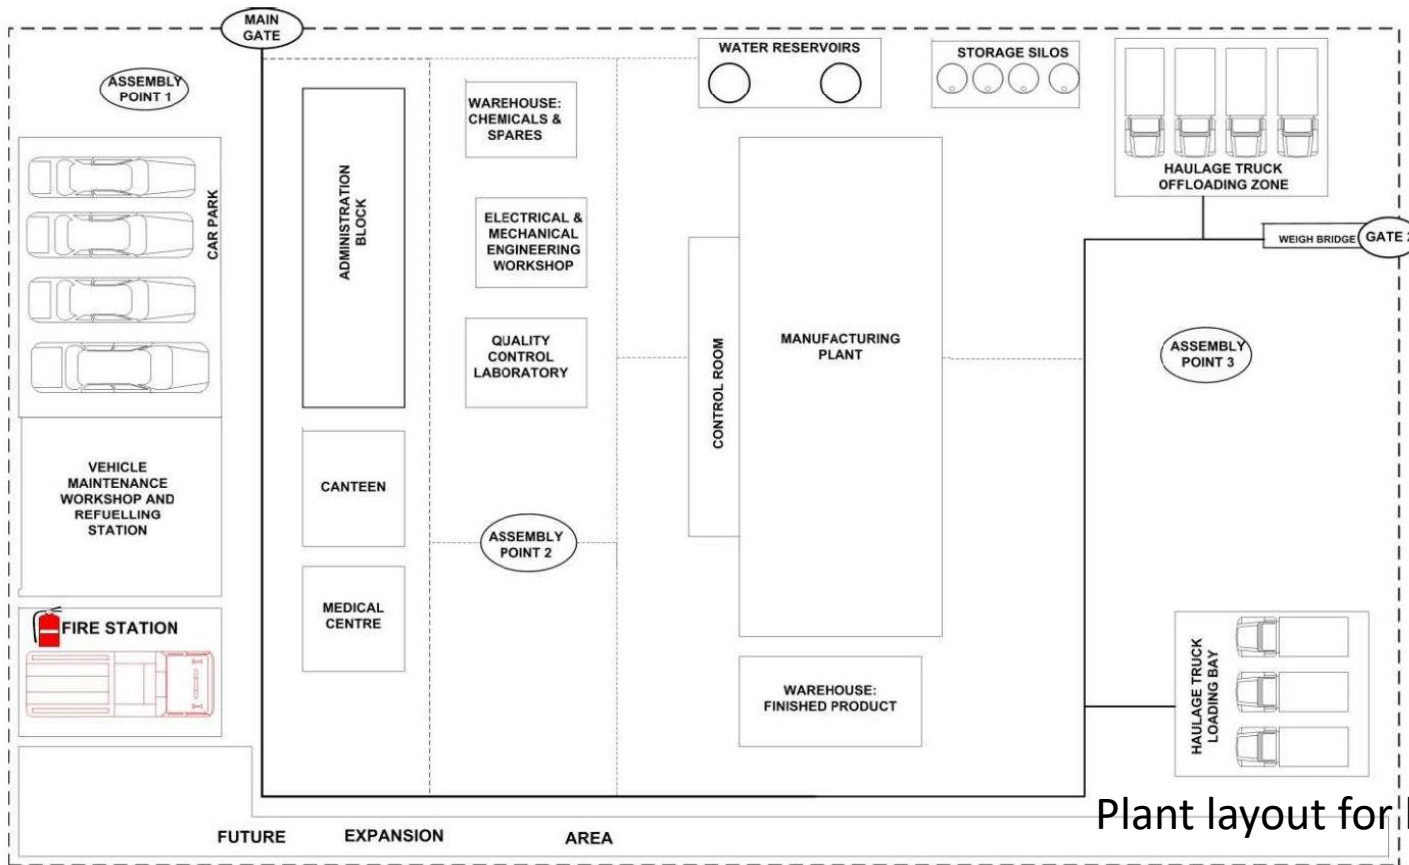 MAIN
GATE
ASSEMBLY
POINT 1
CAR PARK
VEHICLE
MAINTENANCE
WORKSHOP AND
REFUELLING
STATION
FIRE STATION
ADMINISTRATION
BLOCK
CANTEEN
MEDICAL
CENTRE
WAREHOUSE:
CHEMICALS &
SPARES
ELECTRICAL &
MECHANICAL
ENGINEERING
WORKSHOP
QUALITY
CONTROL
LABORATORY
ASSEMBLY
POINT 2
WATER RESERVOIRS
STORAGE SILOS
CONTROL ROOM
MANUFACTURING
PLANT
WAREHOUSE:
FINISHED PRODUCT
HAULAGE TRUCK
OFFLOADING ZONE
WEIGH BRIDGE
GATE
ASSEMBLY
POINT 3
HAULAGE TRUCK
LOADING BAY
FUTURE EXPANSION AREA
Plant layout for